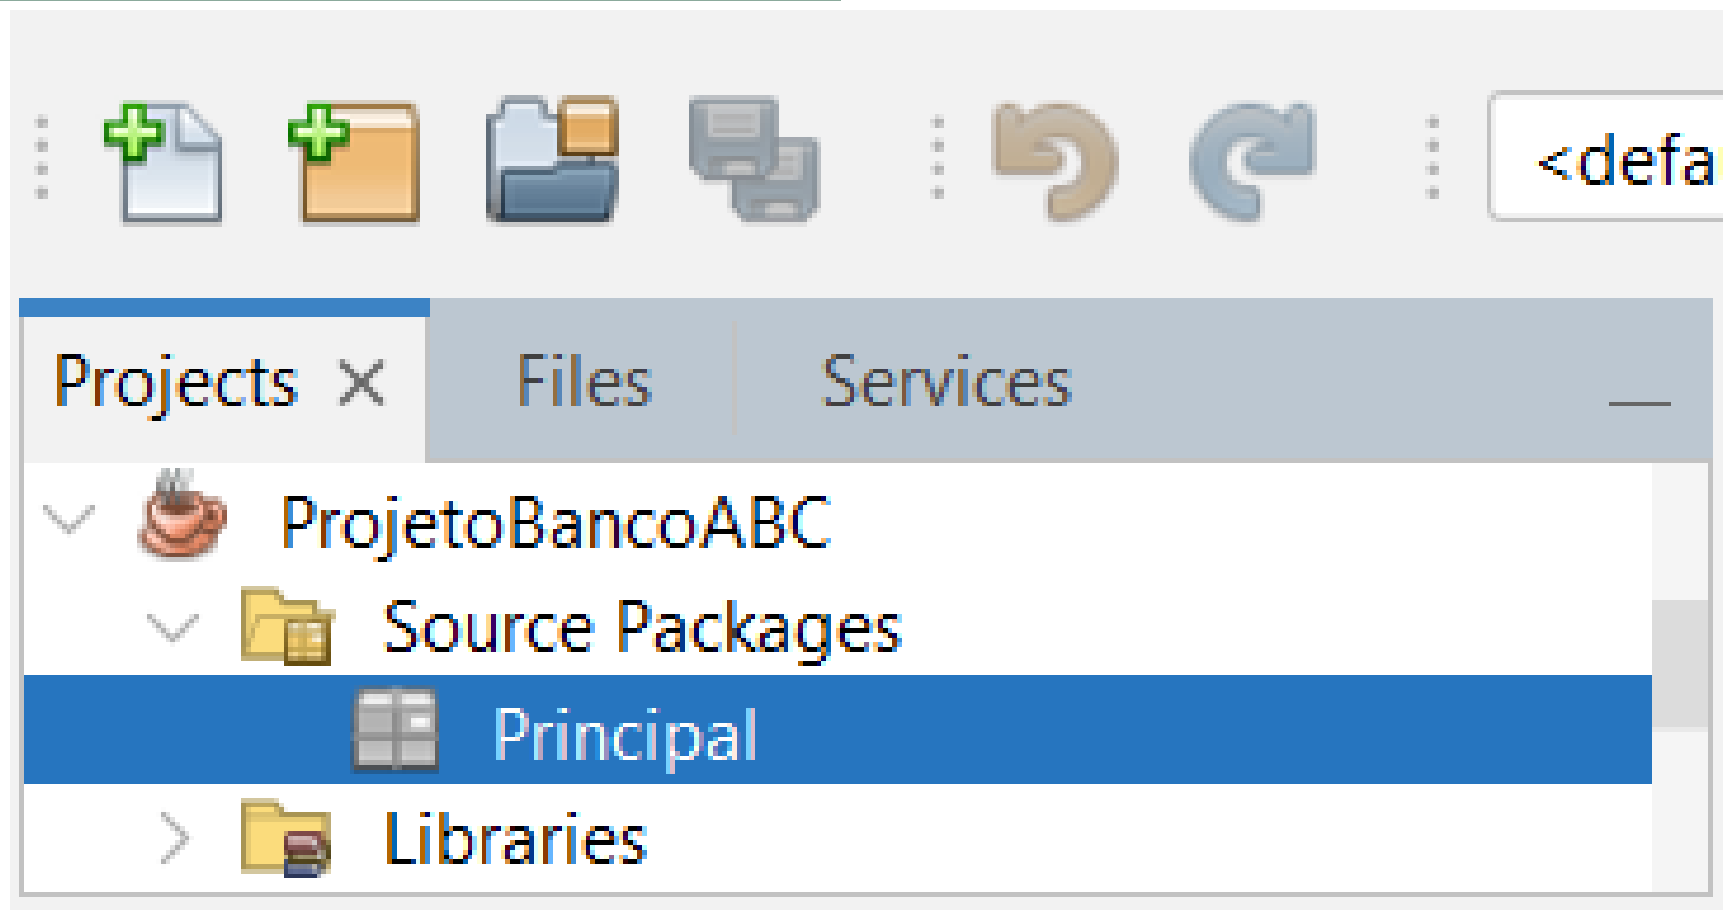 <defa
Projects Files Services
ProjetoBancoABC
Source Packages
Principal
Libraries